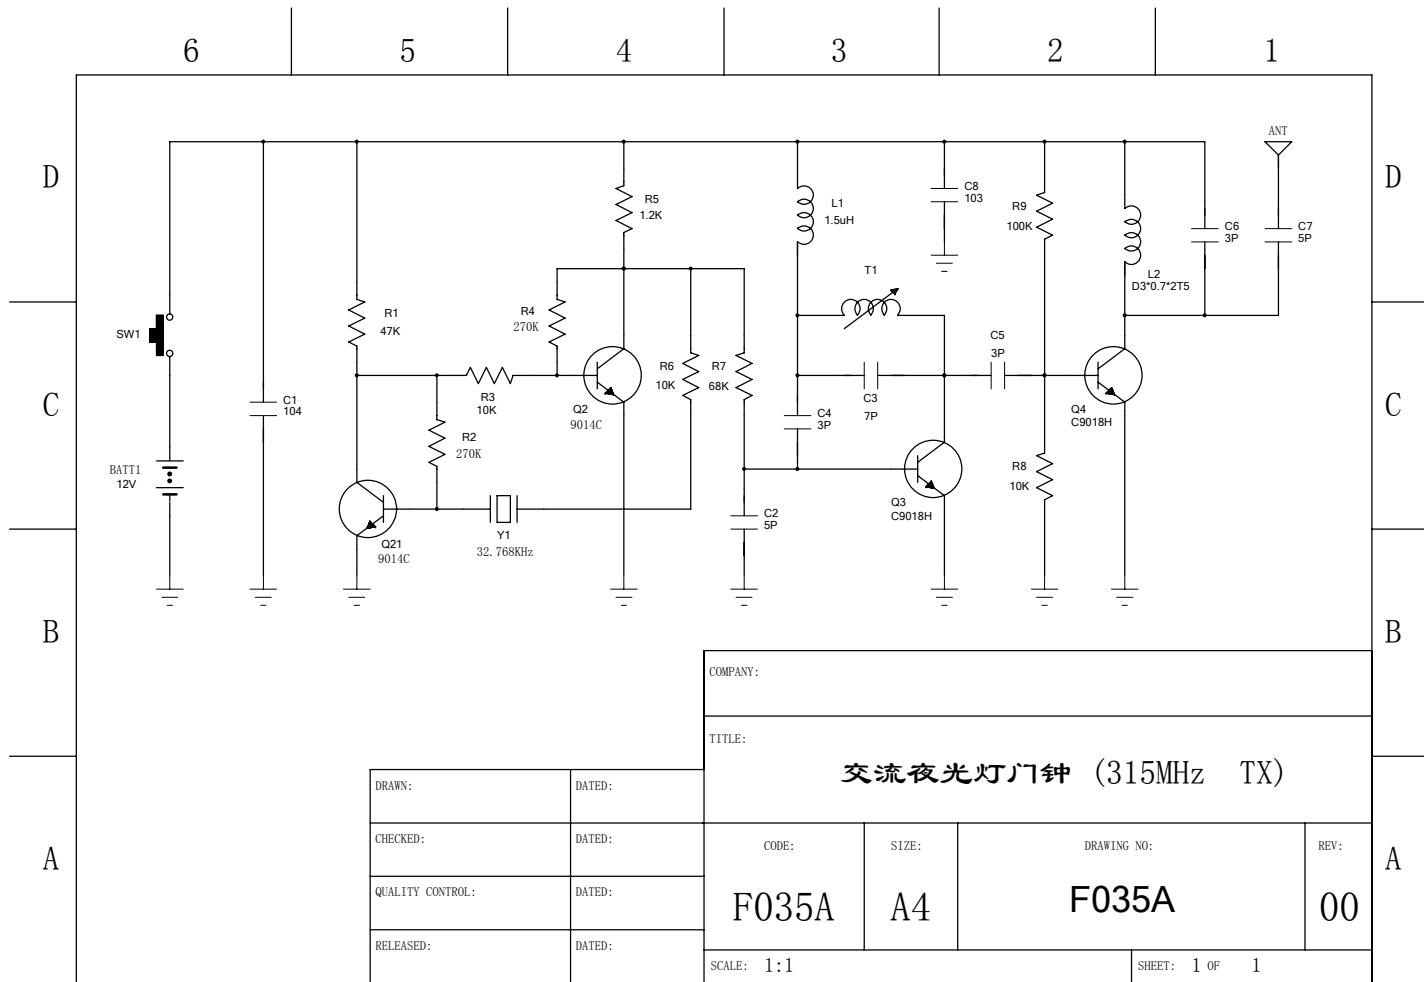 6 5 4 3 2 1
D
D
C
C
B
B
A
A
ANT
R5
1.2K
C8
103
L1
1.5uH
R9
100K
C6
3P
C7
5P
T1
L2
D3*0.7*2T5
SW1
R1
47K
R4
270K
C5
3P
R6
10K
R7
68K
R3
10K
C1
104
Q2
9014C
C3
7P
C4
3P
Q4
C9018H
R2
270K
BATT1
12V
R8
10K
Q3
C9018H
C2
5P
Y1
32.768KHz
Q21
9014C
COMPANY:
TITLE:
交流夜光灯门钟 (315MHz TX)
DRAWN: DATED:
CHECKED: DATED:
QUALITY CONTROL: DATED:
RELEASED: DATED:
CODE: SIZE: DRAWING NO: REV:
F035A A4 F035A 00
SCALE: 1:1 SHEET: 1 OF 1